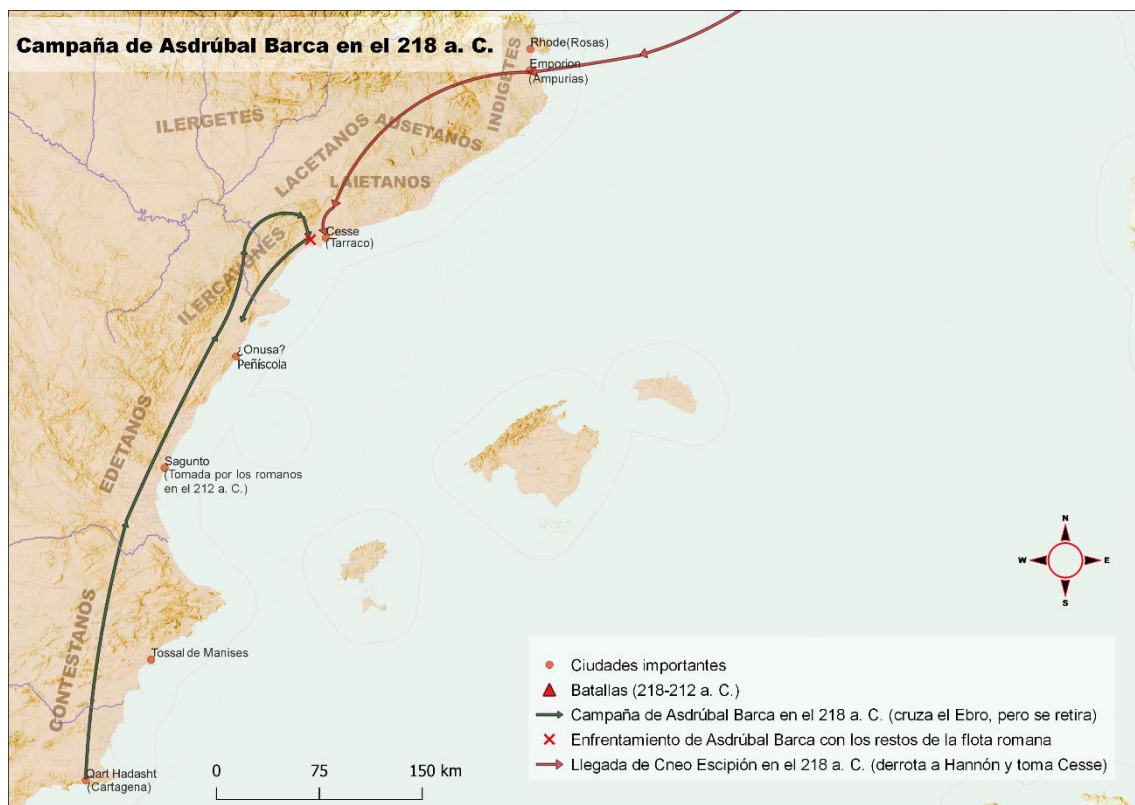 Campaña de Asdrúbal Barca en el 218 a. C.
Rhode(Rosas)
Emporion
(Ampurias)
INDIGETES
ILERGETES
AUSETANOS
LACETANOS
LAIETANOS
Cesse
(Tarraco)
ILERCAVONES
¿Onusa?
Peñíscola
EDETANOS
Sagunto
(Tomada por los romanos
en el 212 a. C.)
CONTESTANOS
Tossal de Manises
Qart Hadasht
(Cartagena)
0 75 150 km
N
W E
S
Ciudades importantes
Batallas (218-212 a. C.)
Campaña de Asdrúbal Barca en el 218 a. C. (cruza el Ebro, pero se retira)
Enfrentamiento de Asdrúbal Barca con los restos de la flota romana
Llegada de Cneo Escipión en el 218 a. C. (derrota a Hannón y toma Cesse)